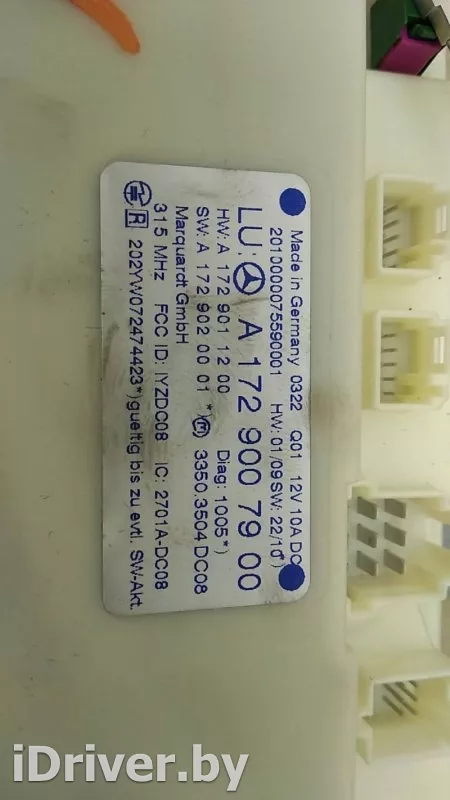 Made in Germany 0322 Q01 12V 10A DC
201000007559001 HW: 01/09 SW: 22/10*)
LU: A 172 900 79 00
HW: A 172 901 12 00 Diag: 1005*)
SW: A 172 902 00 01 * 3350.3504 DC08
Marquardt GmbH
315 MHz FCC ID: IYZDC08 IC: 2701A-DC08
R 202YW072474423*)gueltig bis zu evtl. SW-Akt.
iDriver.by